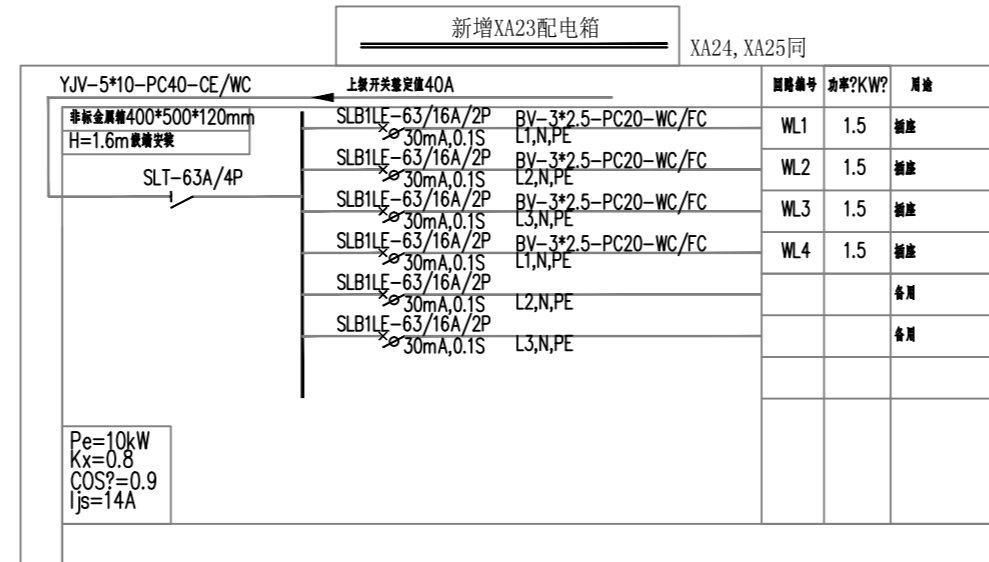 新增XA23配电箱
XA24,XA25同
YJV-5*10-PC40-CE/WC
上级开关整定值40A
回路编号 功率?KW? 用途
非标金属箱400*500*120mm
H=1.6m嵌墙安装
SLT-63A/4P
SLB1LE-63/16A/2P BV-3*2.5-PC20-WC/FC
30mA,0.1S L1,N,PE
WL1 1.5 插座
SLB1LE-63/16A/2P BV-3*2.5-PC20-WC/FC
30mA,0.1S L2,N,PE
WL2 1.5 插座
SLB1LE-63/16A/2P BV-3*2.5-PC20-WC/FC
30mA,0.1S L3,N,PE
WL3 1.5 插座
SLB1LE-63/16A/2P BV-3*2.5-PC20-WC/FC
30mA,0.1S L1,N,PE
WL4 1.5 插座
SLB1LE-63/16A/2P
30mA,0.1S L2,N,PE
备用
SLB1LE-63/16A/2P
30mA,0.1S L3,N,PE
备用
Pe=10kW
Kx=0.8
COS?=0.9
Ijs=14A